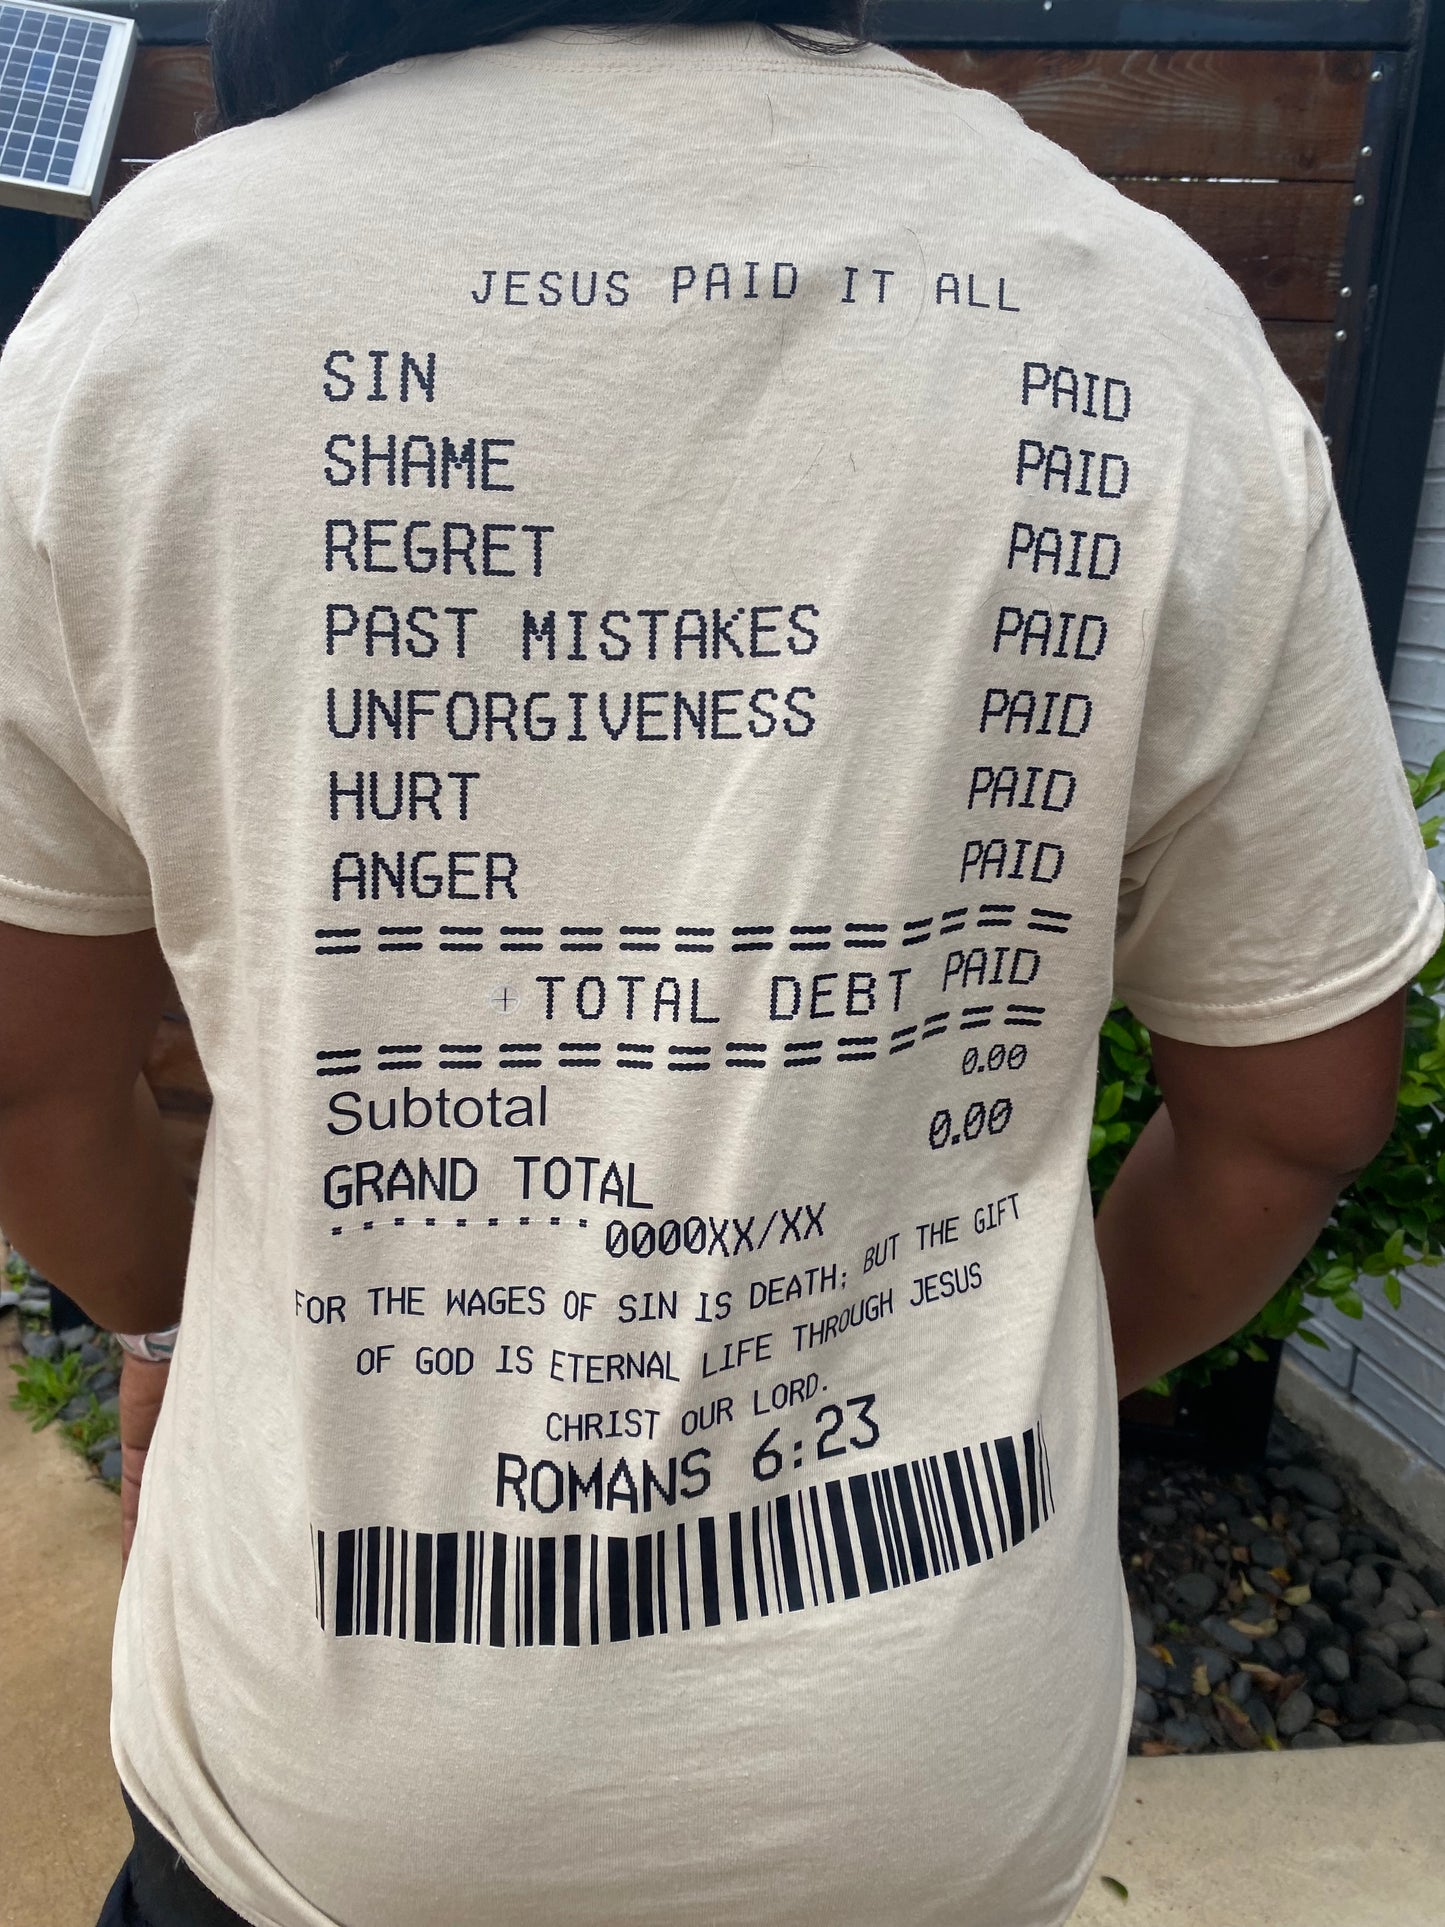 JESUS PAID IT ALL
SIN PAID
SHAME PAID
REGRET PAID
PAST MISTAKES PAID
UNFORGIVENESS PAID
HURT PAID
ANGER PAID
= = = = = = = = = = = = =
TOTAL DEBT PAID
= = = = = = = = = = = = =
Subtotal 0.00
GRAND TOTAL 0.00
- - - - - - - - - 0000XX/XX
FOR THE WAGES OF SIN IS DEATH; BUT THE GIFT
OF GOD IS ETERNAL LIFE THROUGH JESUS
CHRIST OUR LORD.
ROMANS 6:23